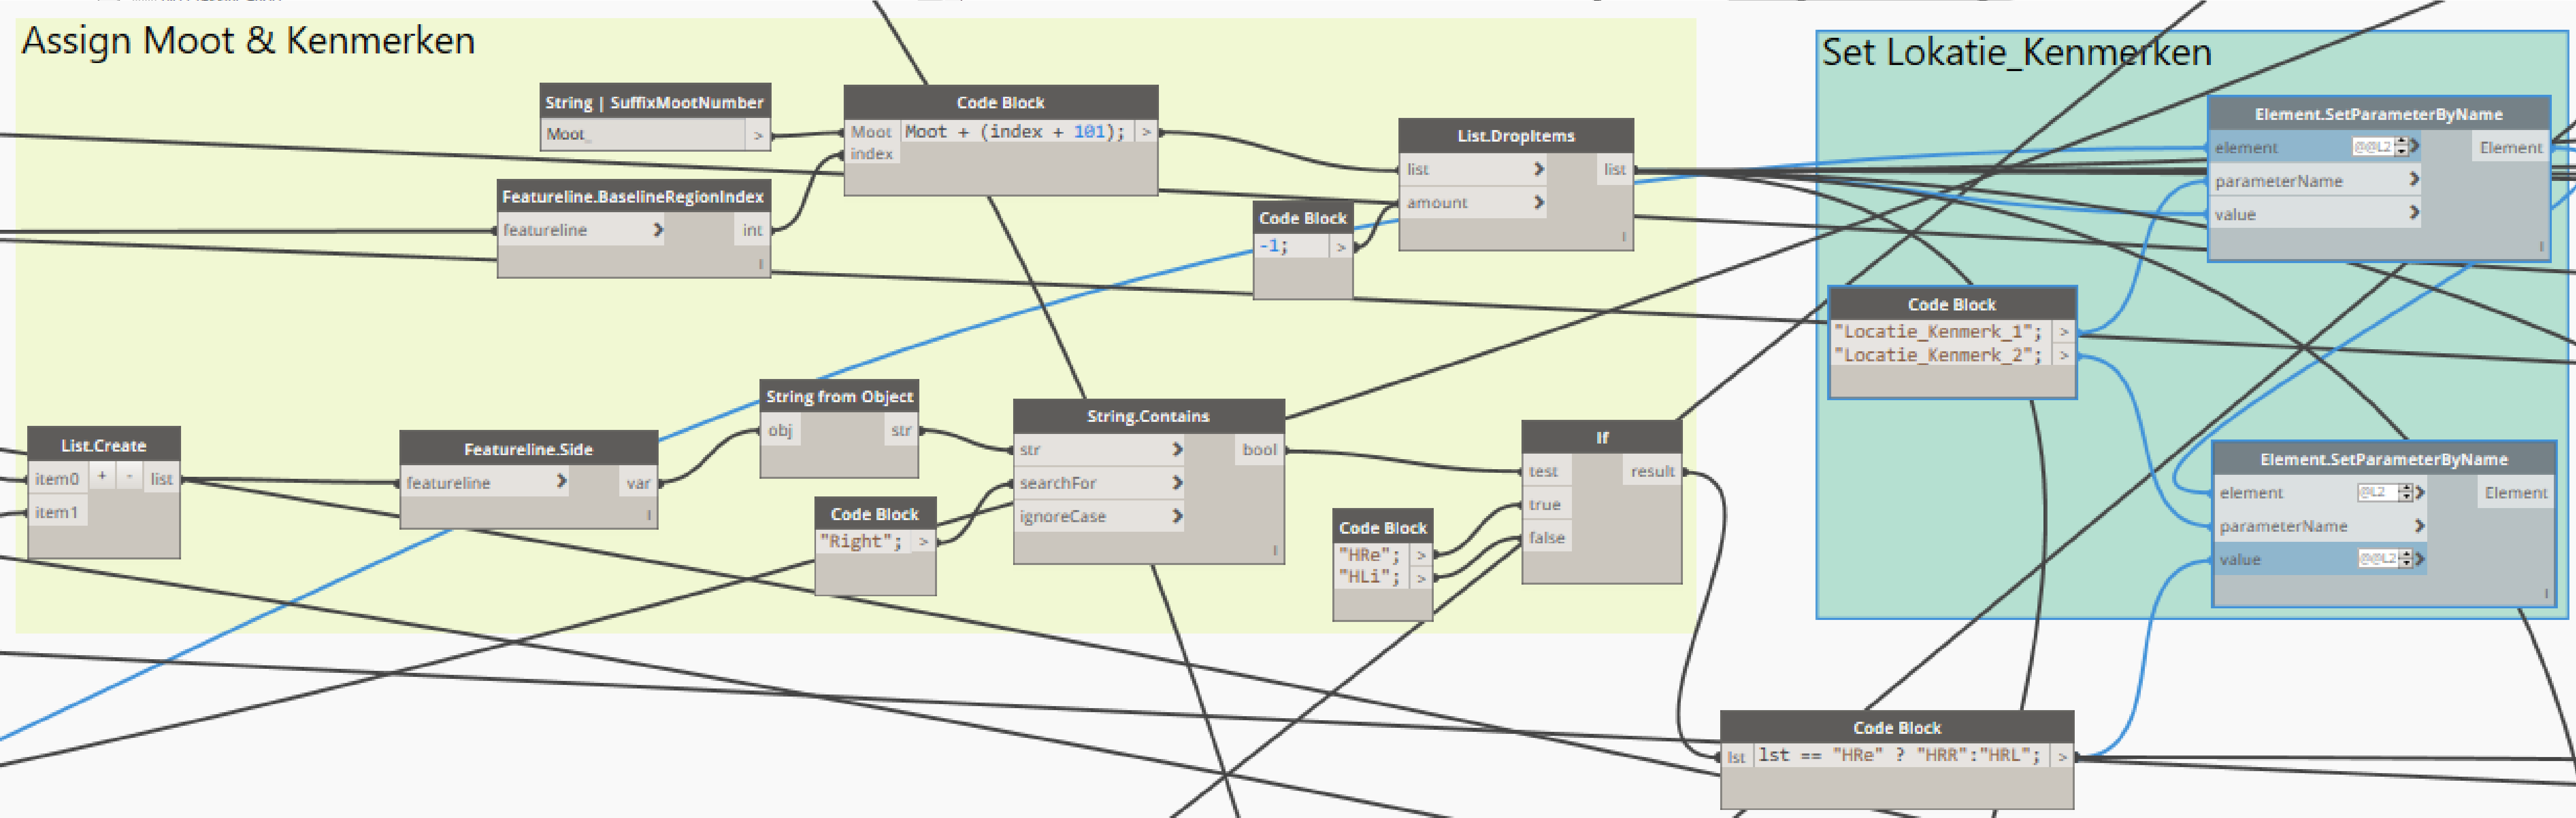 Assign Moot & Kenmerken
String | SuffixMootNumber
Moot_ >
Code Block
Moot Moot + (index + 101); >
index
Featureline.BaselineRegionIndex
featureline > int
Code Block
-1; >
List.DropItems
list > list
amount >
List.Create
item0 + - list
item1
Featureline.Side
featureline > var
String from Object
obj str
Code Block
"Right"; >
String.Contains
str > bool
searchFor >
ignoreCase >
Code Block
"HRe"; >
"HLi"; >
If
test result
true
false
Set Lokatie_Kenmerken
Element.SetParameterByName
element @@L2 > Element
parameterName >
value >
Code Block
"Locatie_Kenmerk_1"; >
"Locatie_Kenmerk_2"; >
Element.SetParameterByName
element @L2 > Element
parameterName >
value @@L2 >
Code Block
lst lst == "HRe" ? "HRR":"HRL"; >